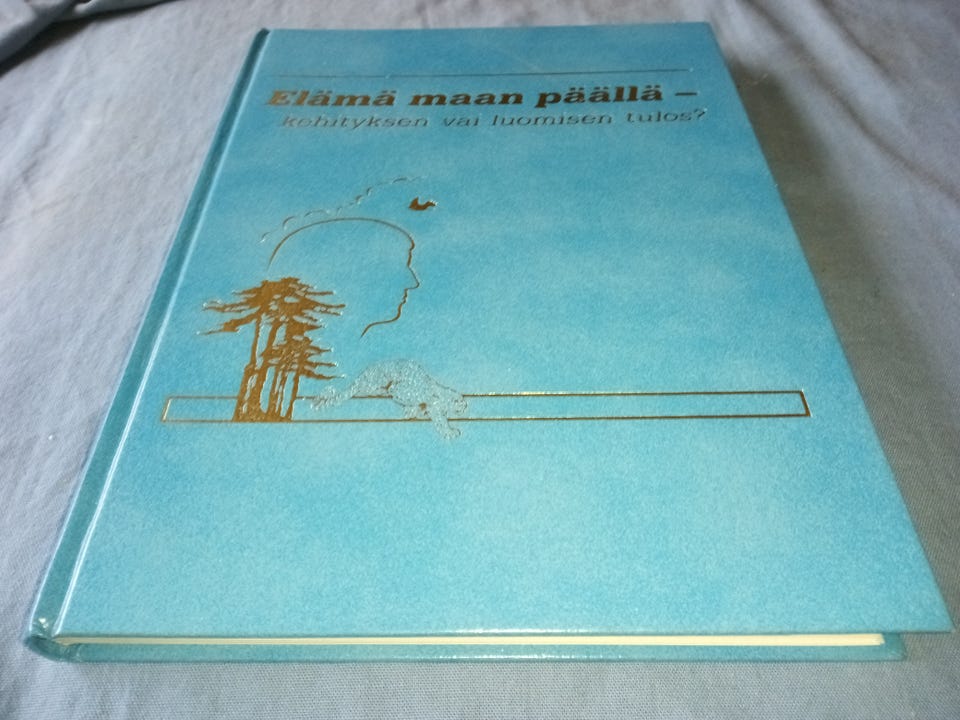 Elämä maan päällä –
kehityksen vai luomisen tulos?